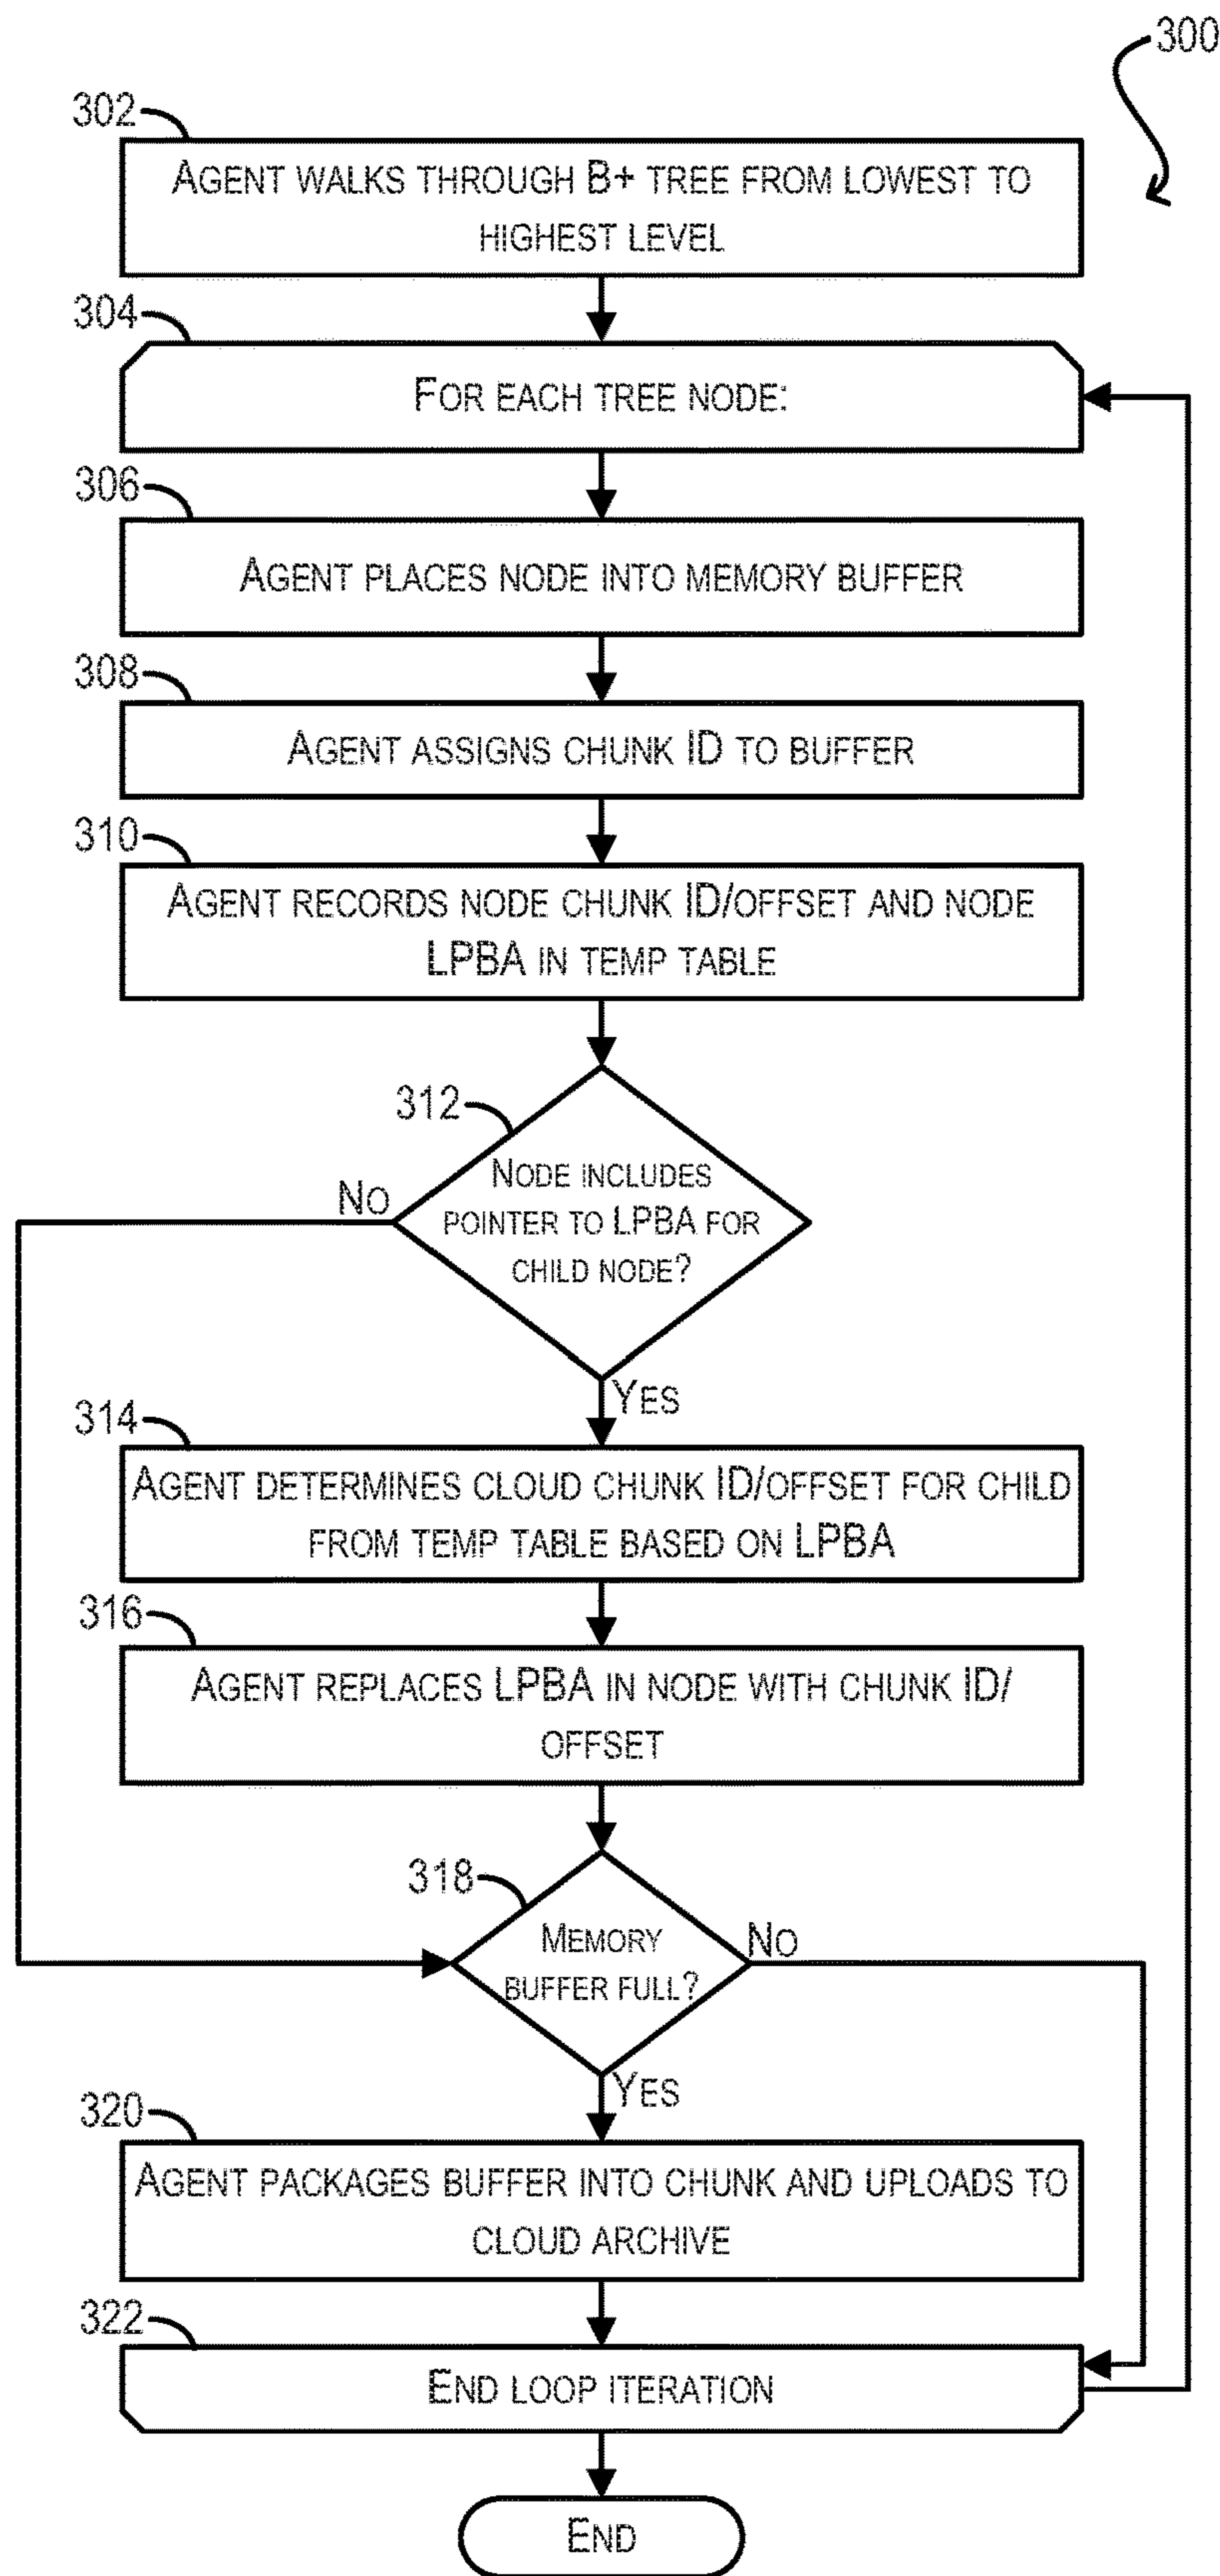 300
302
AGENT WALKS THROUGH B+ TREE FROM LOWEST TO
HIGHEST LEVEL
304
FOR EACH TREE NODE:
306
AGENT PLACES NODE INTO MEMORY BUFFER
308
AGENT ASSIGNS CHUNK ID TO BUFFER
310
AGENT RECORDS NODE CHUNK ID/OFFSET AND NODE
LPBA IN TEMP TABLE
312
NODE INCLUDES
POINTER TO LPBA FOR
CHILD NODE?
NO
YES
314
AGENT DETERMINES CLOUD CHUNK ID/OFFSET FOR CHILD
FROM TEMP TABLE BASED ON LPBA
316
AGENT REPLACES LPBA IN NODE WITH CHUNK ID/
OFFSET
318
MEMORY
BUFFER FULL?
NO
YES
320
AGENT PACKAGES BUFFER INTO CHUNK AND UPLOADS TO
CLOUD ARCHIVE
322
END LOOP ITERATION
END